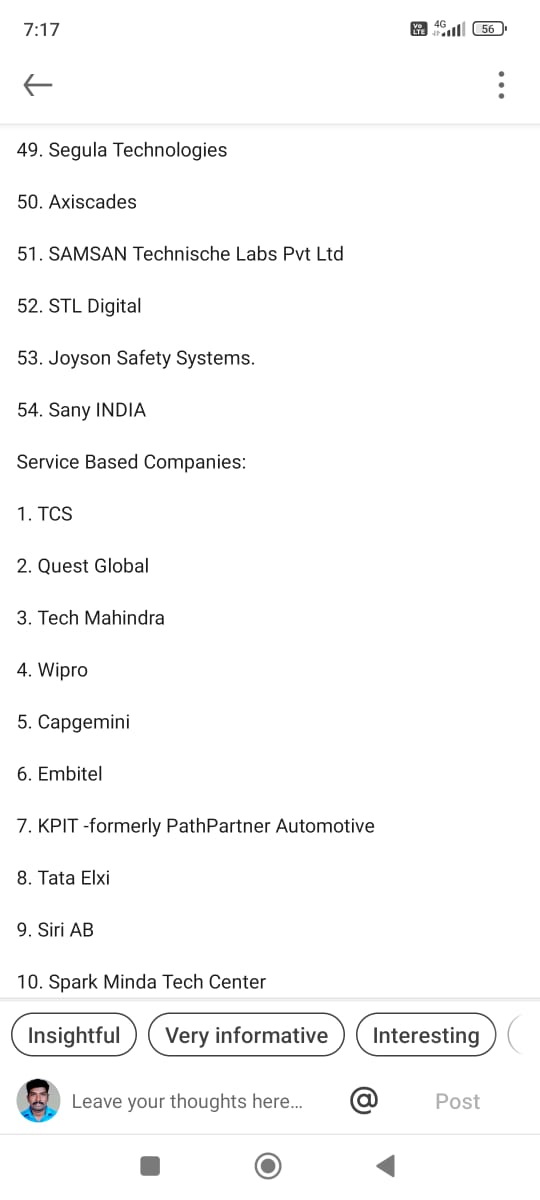 7:17
Vo LTE 4G 56
49. Segula Technologies
50. Axiscades
51. SAMSAN Technische Labs Pvt Ltd
52. STL Digital
53. Joyson Safety Systems.
54. Sany INDIA
Service Based Companies:
1. TCS
2. Quest Global
3. Tech Mahindra
4. Wipro
5. Capgemini
6. Embitel
7. KPIT -formerly PathPartner Automotive
8. Tata Elxi
9. Siri AB
10. Spark Minda Tech Center
Insightful Very informative Interesting
Leave your thoughts here... @ Post